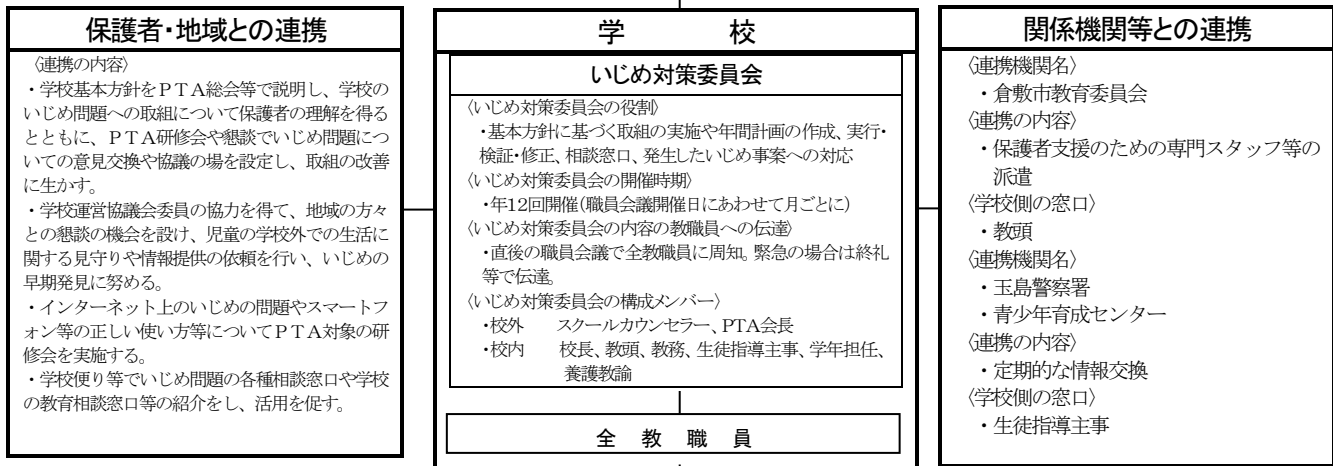 保護者・地域との連携
〈連携の内容〉
・学校基本方針をＰＴＡ総会等で説明し、学校の
いじめ問題への取組について保護者の理解を得る
とともに、ＰＴＡ研修会や懇談でいじめ問題につ
いての意見交換や協議の場を設定し、取組の改善
に生かす。
・学校運営協議会委員の協力を得て、地域の方々
との懇談の機会を設け、児童の学校外での生活に
関する見守りや情報提供の依頼を行い、いじめの
早期発見に努める。
・インターネット上のいじめの問題やスマートフ
ォン等の正しい使い方等についてＰＴＡ対象の研
修会を実施する。
・学校便り等でいじめ問題の各種相談窓口や学校
の教育相談窓口等の紹介をし、活用を促す。
学　校
いじめ対策委員会
〈いじめ対策委員会の役割〉
・基本方針に基づく取組の実施や年間計画の作成、実行・
検証・修正、相談窓口、発生したいじめ事案への対応
〈いじめ対策委員会の開催時期〉
・年12回開催(職員会議開催日にあわせて月ごとに)
〈いじめ対策委員会の内容の教職員への伝達〉
・直後の職員会議で全教職員に周知。緊急の場合は終礼
等で伝達。
〈いじめ対策委員会の構成メンバー〉
・校外　スクールカウンセラー、PTA会長
・校内　校長、教頭、教務、生徒指導主事、学年担任、
養護教諭
全　教　職　員
関係機関等との連携
〈連携機関名〉
・倉敷市教育委員会
〈連携の内容〉
・保護者支援のための専門スタッフ等の
派遣
〈学校側の窓口〉
・教頭
〈連携機関名〉
・玉島警察署
・青少年育成センター
〈連携の内容〉
・定期的な情報交換
〈学校側の窓口〉
・生徒指導主事